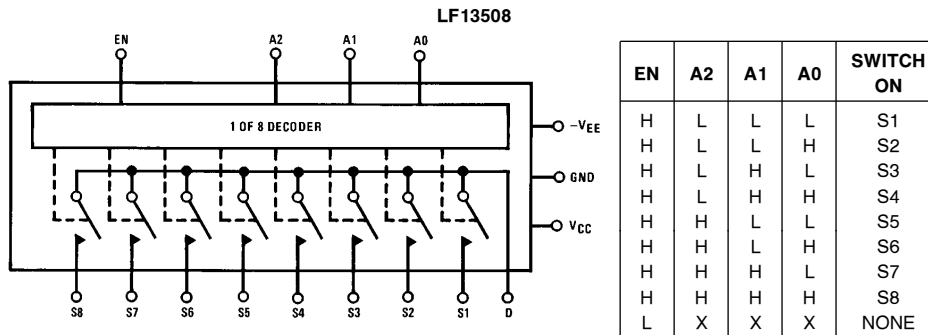 LF13508
EN A2 A1 A0
1 OF 8 DECODER
-VEE
GND
VCC
S8 S7 S6 S5 S4 S3 S2 S1 D
EN A2 A1 A0 SWITCH ON
H L L L S1
H L L H S2
H L H L S3
H L H H S4
H H L L S5
H H L H S6
H H H L S7
H H H H S8
L X X X NONE